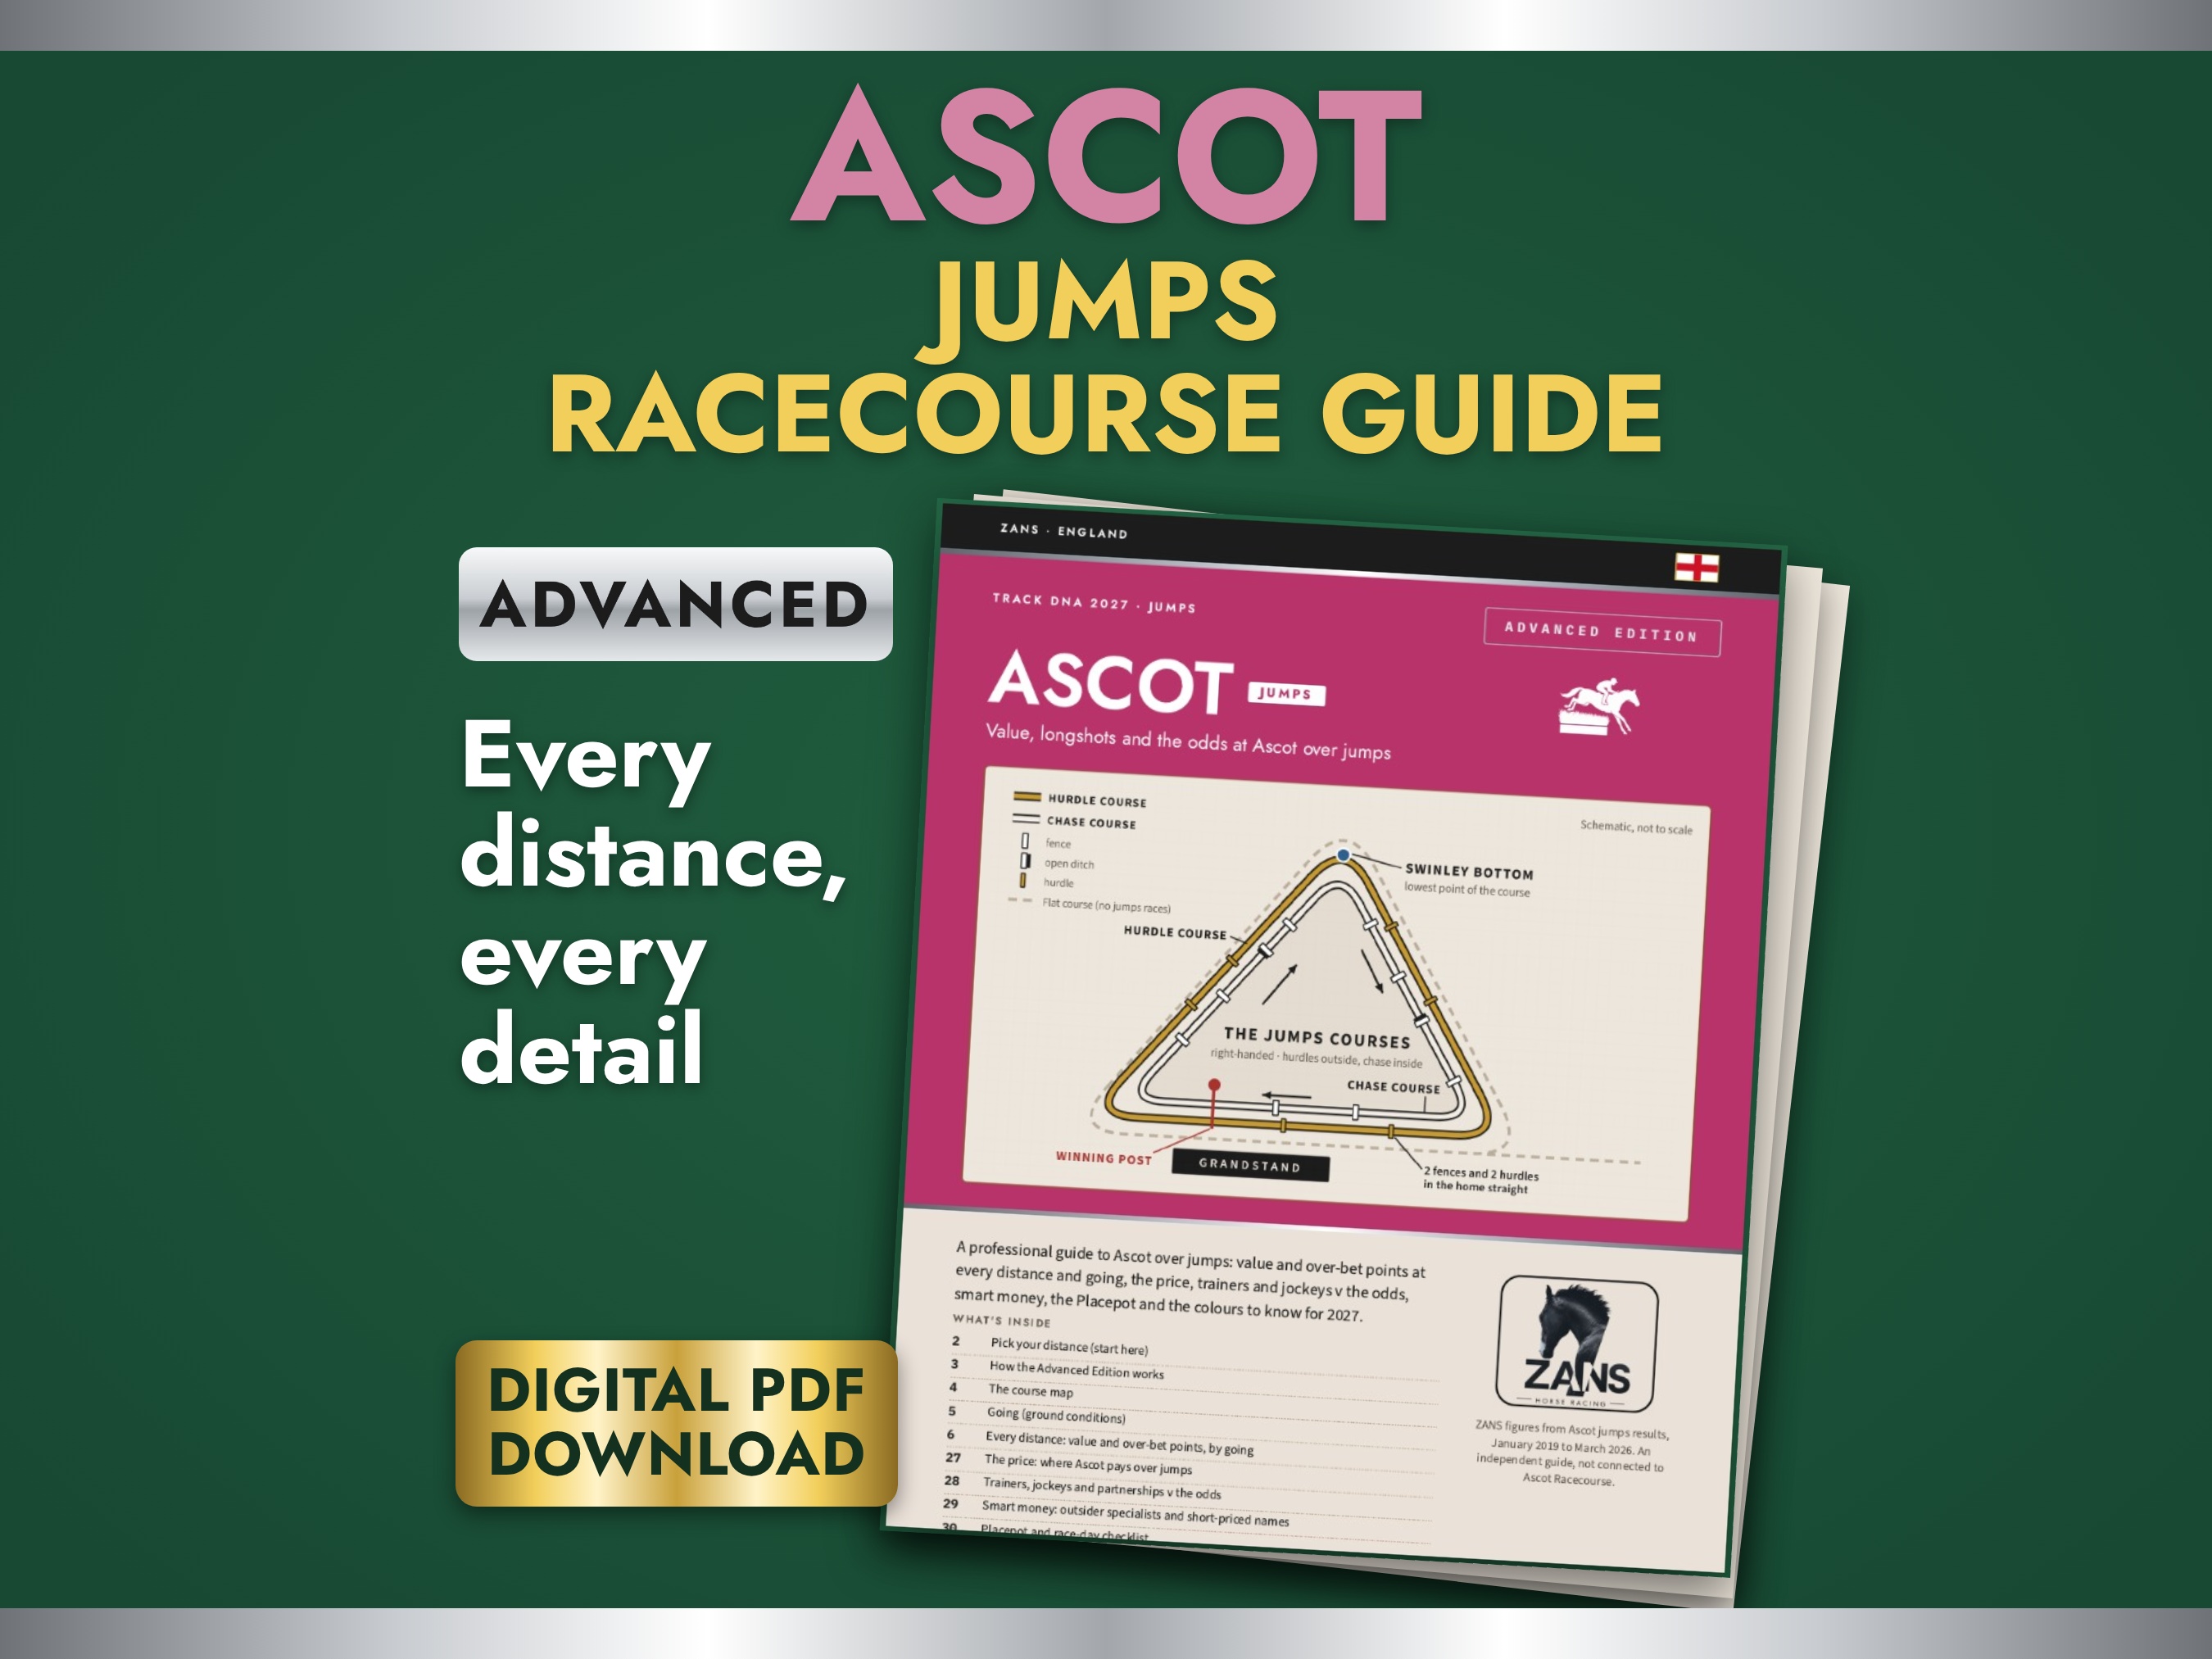 ASCOT
JUMPS
RACECOURSE GUIDE
ADVANCED
Every
distance,
every
detail
DIGITAL PDF
DOWNLOAD
ZANS · ENGLAND
TRACK DNA 2027 · JUMPS
ADVANCED EDITION
ASCOT JUMPS
Value, longshots and the odds at Ascot over jumps
HURDLE COURSE
CHASE COURSE
fence
open ditch
hurdle
Flat course (no jumps races)
Schematic, not to scale
SWINLEY BOTTOM
lowest point of the course
HURDLE COURSE
THE JUMPS COURSES
right-handed · hurdles outside, chase inside
CHASE COURSE
WINNING POST
GRANDSTAND
2 fences and 2 hurdles
in the home straight
A professional guide to Ascot over jumps: value and over-bet points at
every distance and going, the price, trainers and jockeys v the odds,
smart money, the Placepot and the colours to know for 2027.
WHAT'S INSIDE
2 Pick your distance (start here)
3 How the Advanced Edition works
4 The course map
5 Going (ground conditions)
6 Every distance: value and over-bet points, by going
27 The price: where Ascot pays over jumps
28 Trainers, jockeys and partnerships v the odds
29 Smart money: outsider specialists and short-priced names
30 Placepot and race-day checklist
ZANS
HORSE RACING
ZANS figures from Ascot jumps results,
January 2019 to March 2026. An
independent guide, not connected to
Ascot Racecourse.